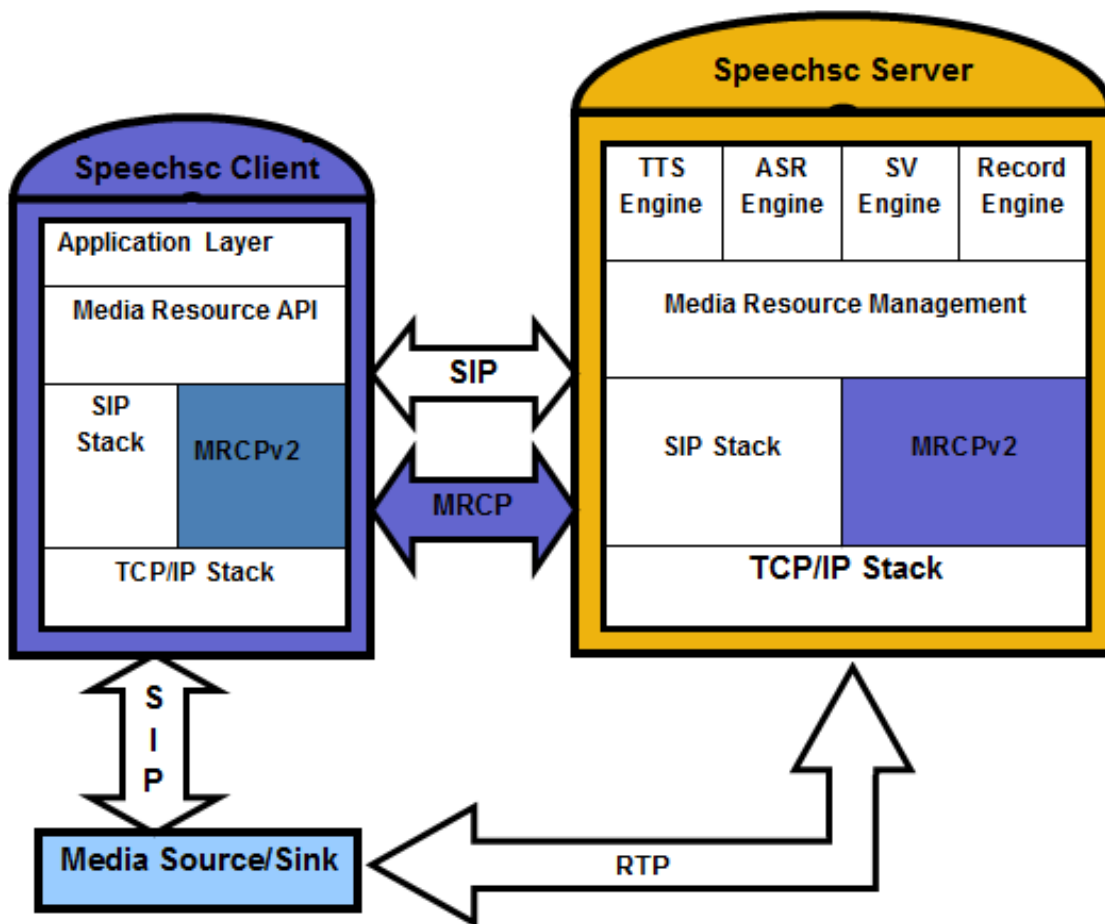 Speechsc Server
Speechsc Client
TTS
Engine
ASR
Engine
SV
Engine
Record
Engine
Application Layer
Media Resource API
Media Resource Management
SIP
Stack
MRCPv2
SIP
MRCP
SIP Stack
MRCPv2
TCP/IP Stack
TCP/IP Stack
S
I
P
Media Source/Sink
RTP